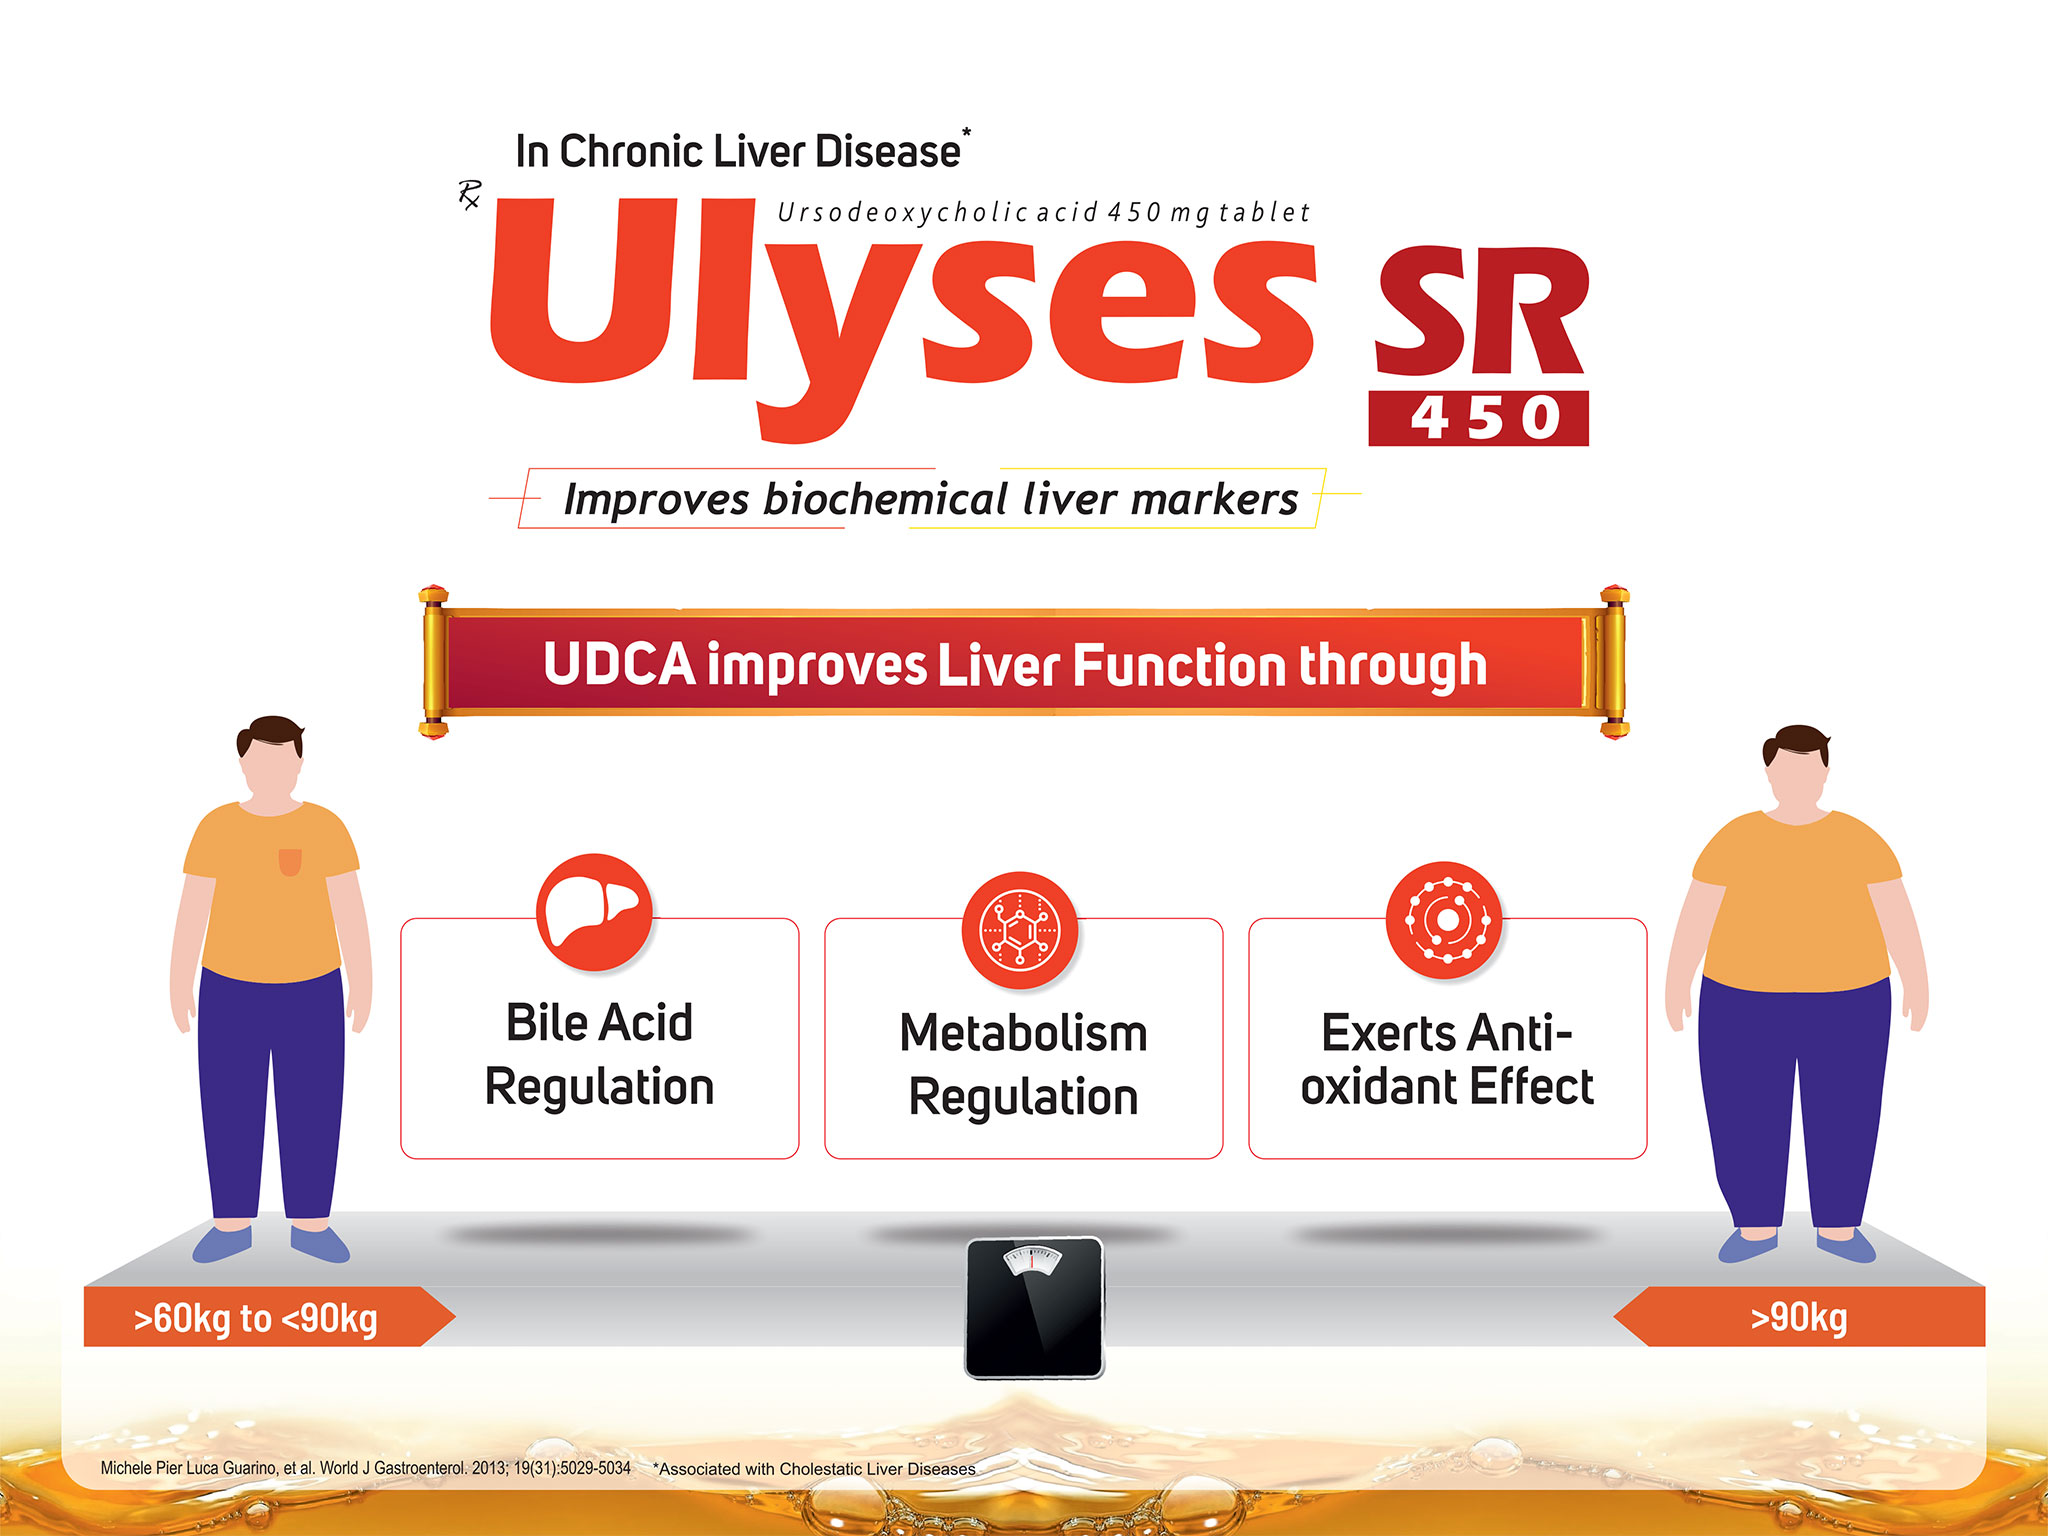 In Chronic Liver Disease*
Rx
Ursodeoxycholic acid 450 mg tablet
Ulyses SR
450
Improves biochemical liver markers
UDCA improves Liver Function through
Bile Acid
Regulation
Metabolism
Regulation
Exerts Anti-
oxidant Effect
>60kg to <90kg
>90kg
Michele Pier Luca Guarino, et al. World J Gastroenterol. 2013; 19(31):5029-5034 *Associated with Cholestatic Liver Diseases